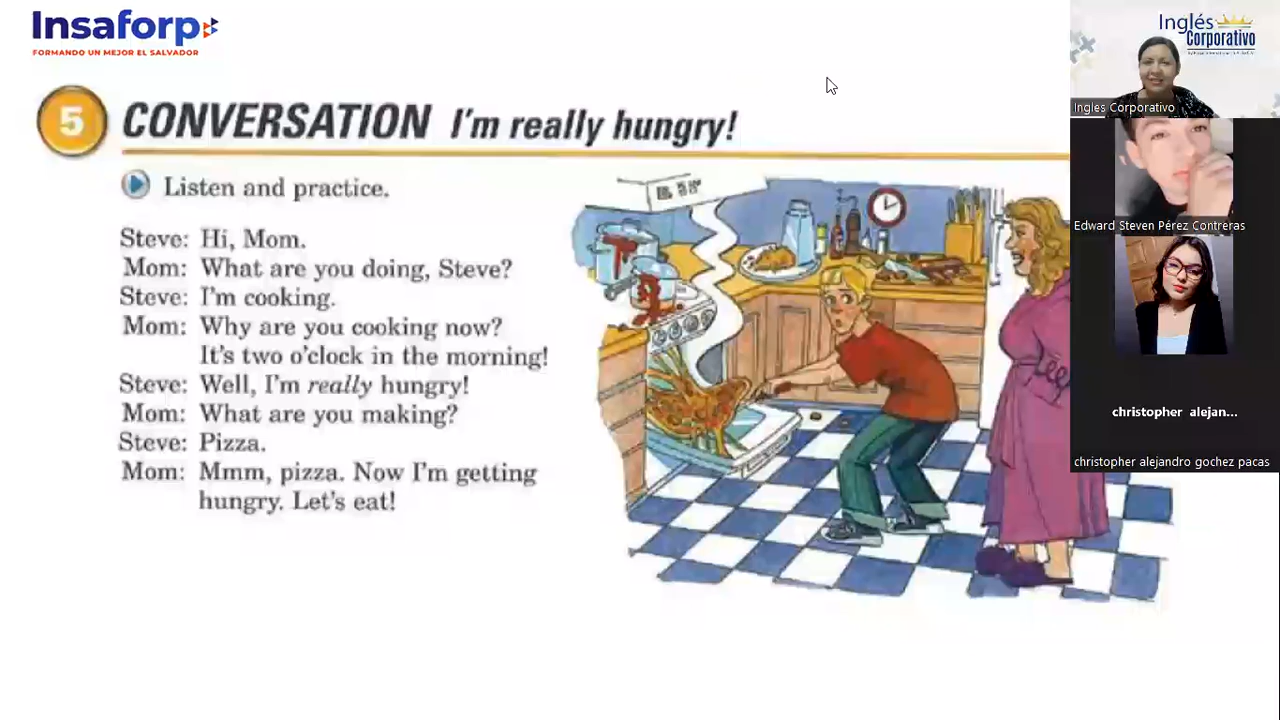 Insaforp
FORMANDO UN MEJOR EL SALVADOR
5 CONVERSATION I'm really hungry!
Listen and practice.
Steve: Hi, Mom.
Mom: What are you doing, Steve?
Steve: I'm cooking.
Mom: Why are you cooking now?
It's two o'clock in the morning!
Steve: Well, I'm really hungry!
Mom: What are you making?
Steve: Pizza.
Mom: Mmm, pizza. Now I'm getting
hungry. Let's eat!
Inglés
Corporativo
Ingles Corporativo
Edward Steven Pérez Contreras
christopher alejan...
christopher alejandro gochez pacas